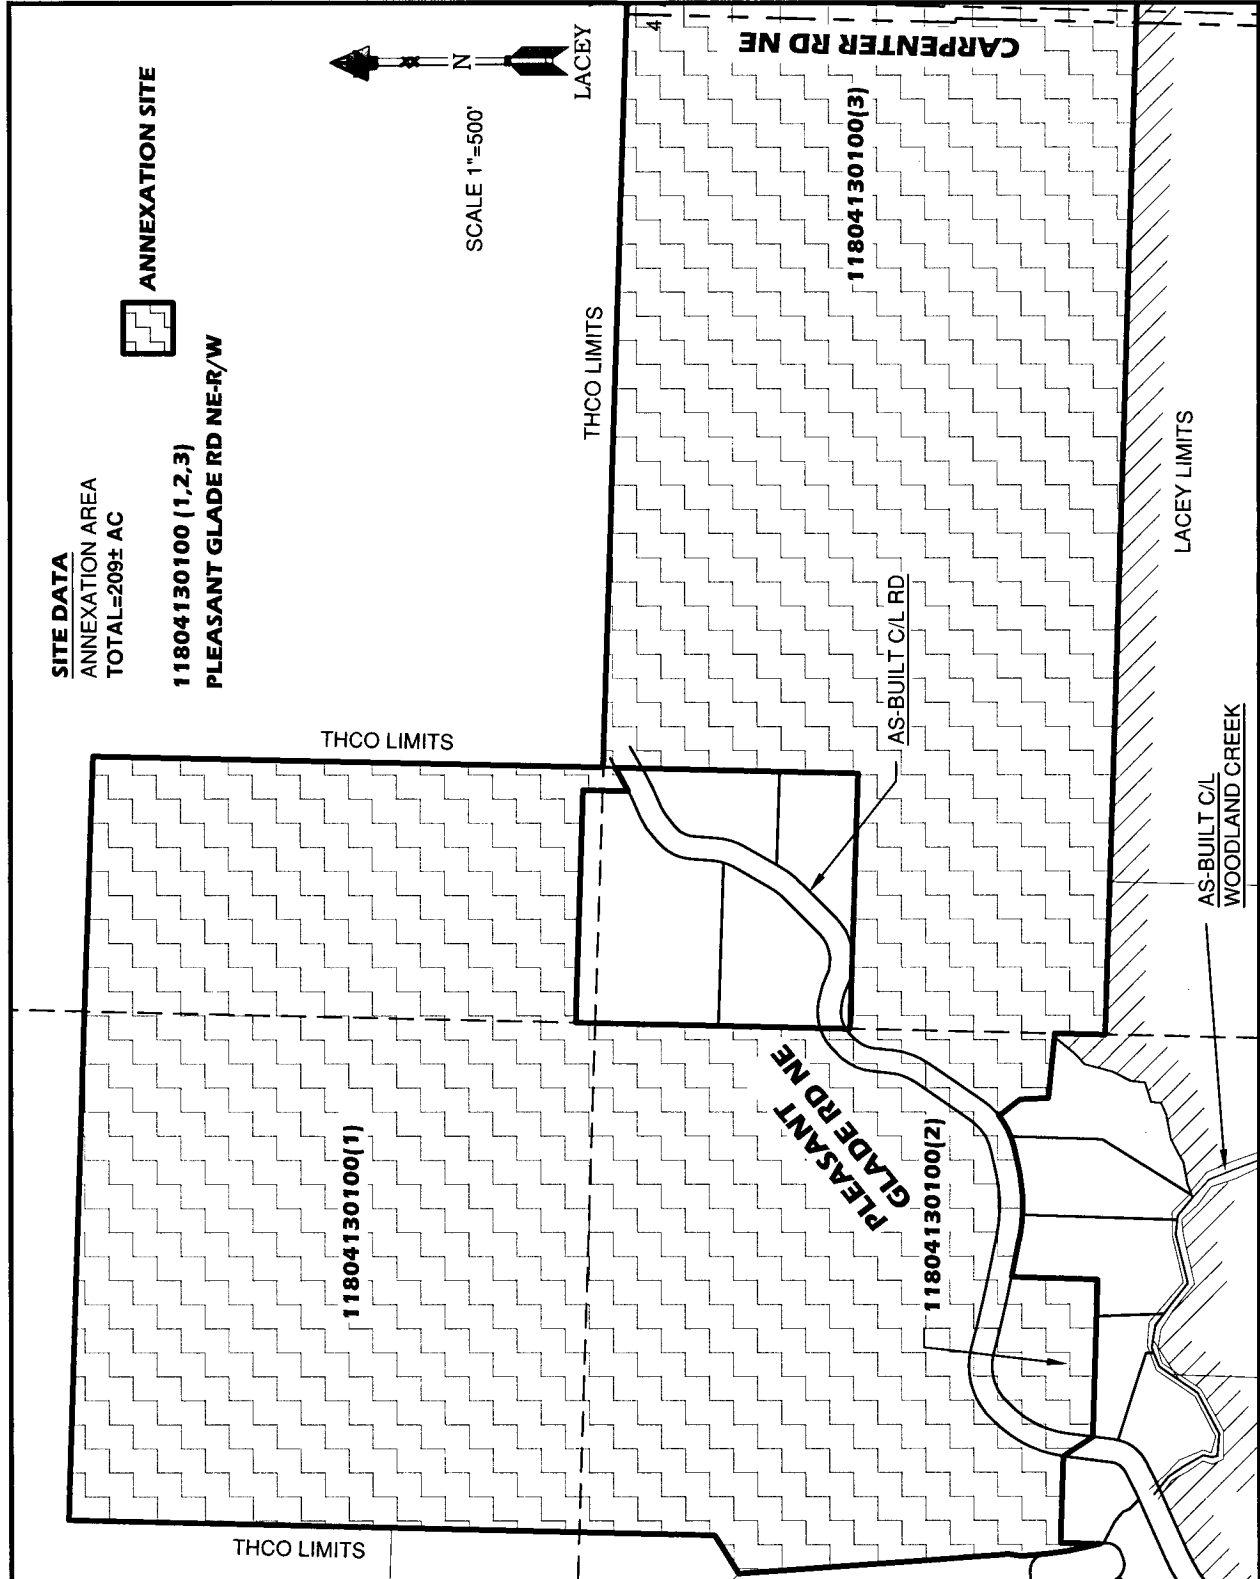 SITE DATA
ANNEXATION AREA
TOTAL=209± AC
11804130100 (1,2,3)
PLEASANT GLADE RD NE-R/W
ANNEXATION SITE
N
LACEY
SCALE 1"=500'
THCO LIMITS
THCO LIMITS
THCO LIMITS
4
CARPENTER RD NE
11804130100(3)
11804130100(1)
PLEASANT
GLADE RD NE
11804130100(2)
AS-BUILT C/L RD
LACEY LIMITS
AS-BUILT C/L
WOODLAND CREEK